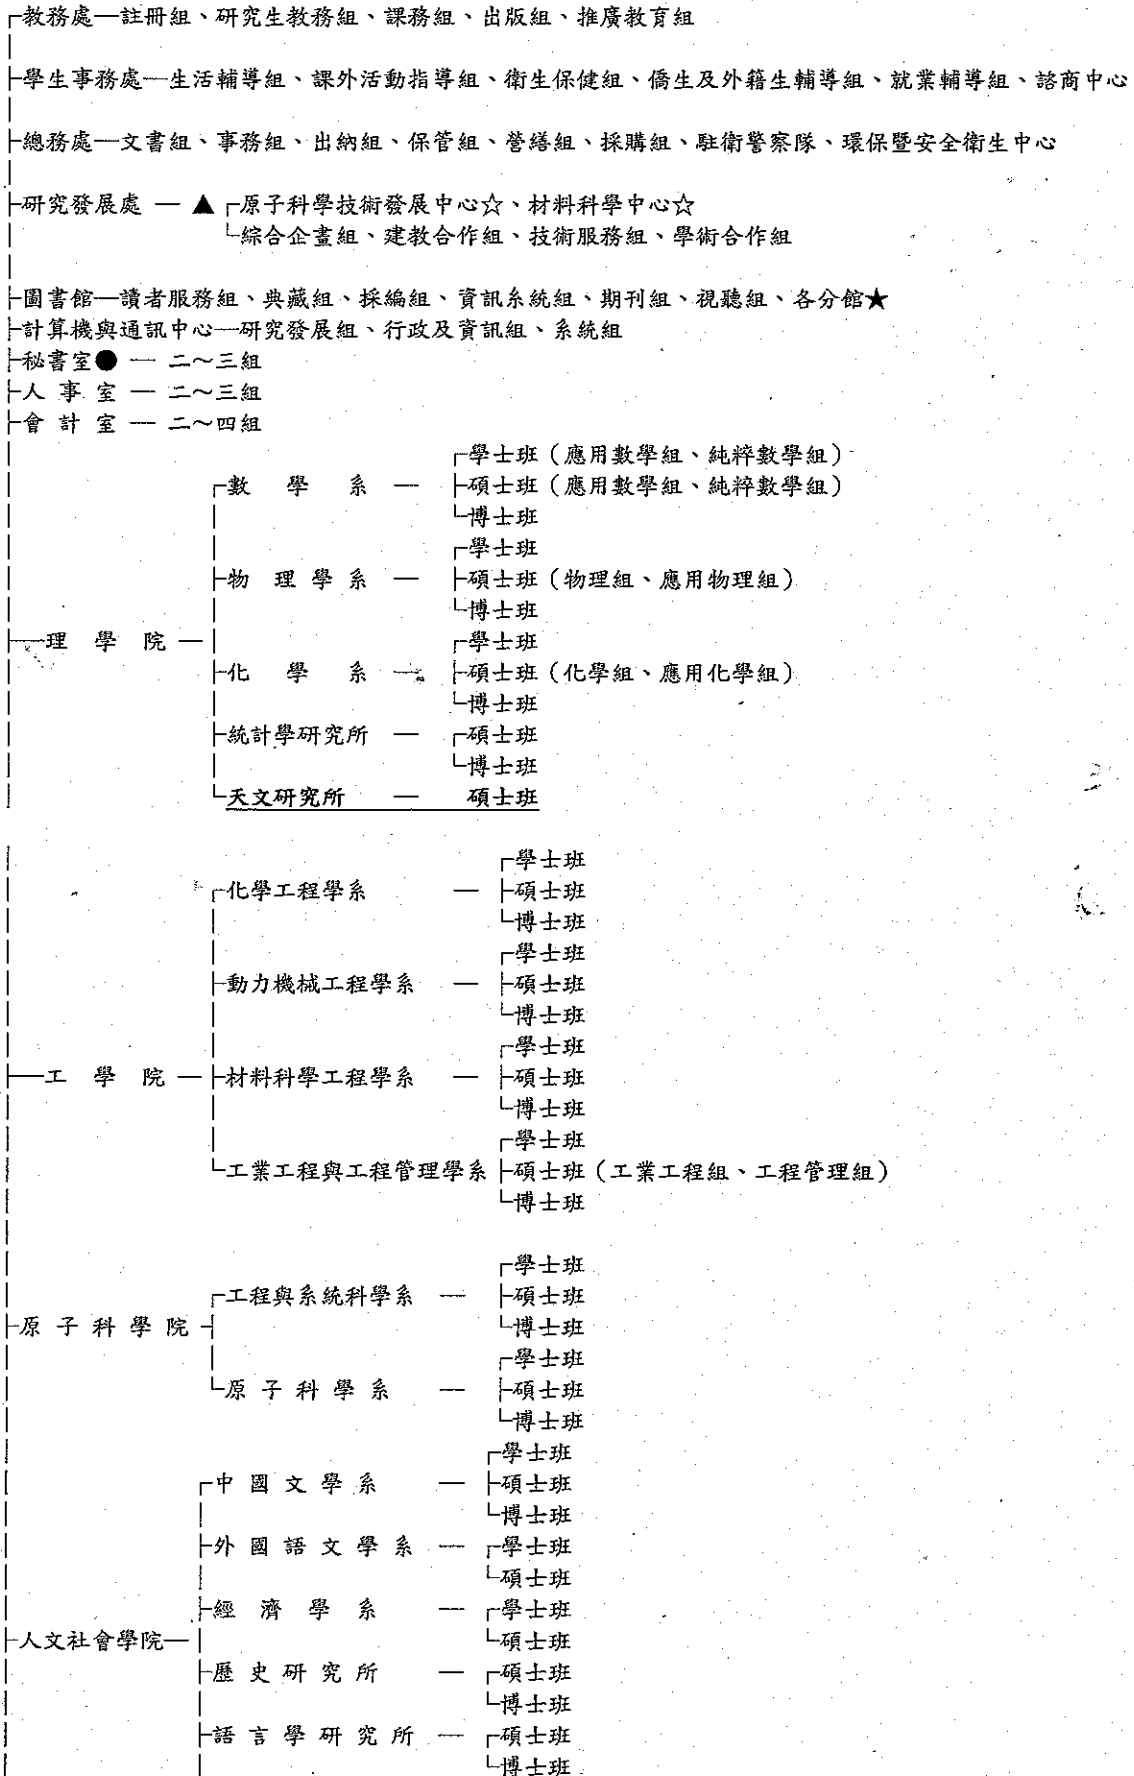 ┌教務處—註冊組、研究生教務組、課務組、出版組、推廣教育組
├學生事務處—生活輔導組、課外活動指導組、衛生保健組、僑生及外籍生輔導組、就業輔導組、諮商中心
├總務處—文書組、事務組、出納組、保管組、營繕組、採購組、駐衛警察隊、環保暨安全衛生中心
├研究發展處 — ▲┌原子科學技術發展中心☆、材料科學中心☆
└綜合企畫組、建教合作組、技術服務組、學術合作組
├圖書館—讀者服務組、典藏組、採編組、資訊系統組、期刊組、視聽組、各分館★
├計算機與通訊中心—研究發展組、行政及資訊組、系統組
├秘書室● — 二～三組
├人 事 室 — 二～三組
├會 計 室 — 二～四組
┌學士班（應用數學組、純粹數學組）
┌數 學 系 — ├碩士班（應用數學組、純粹數學組）
└博士班
┌學士班
├物 理 學 系 — ├碩士班（物理組、應用物理組）
└博士班
├—理 學 院 —│ ┌學士班
├化 學 系 — ├碩士班（化學組、應用化學組）
└博士班
├統計學研究所 — ┌碩士班
└博士班
└天文研究所 — 碩士班
┌學士班
┌化學工程學系 — ├碩士班
└博士班
┌學士班
├動力機械工程學系 — ├碩士班
└博士班
┌學士班
├—工 學 院 —├材料科學工程學系 — ├碩士班
└博士班
┌學士班
└工業工程與工程管理學系├碩士班（工業工程組、工程管理組）
└博士班
┌學士班
┌工程與系統科學系 — ├碩士班
├原 子 科 學 院 ┤ └博士班
┌學士班
└原 子 科 學 系 — ├碩士班
└博士班
┌學士班
┌中 國 文 學 系 — ├碩士班
└博士班
├外 國 語 文 學 系 — ┌學士班
└碩士班
├經 濟 學 系 — ┌學士班
├人文社會學院—│ └碩士班
├歷 史 研 究 所 — ┌碩士班
└博士班
├語 言 學 研 究 所 — ┌碩士班
└博士班